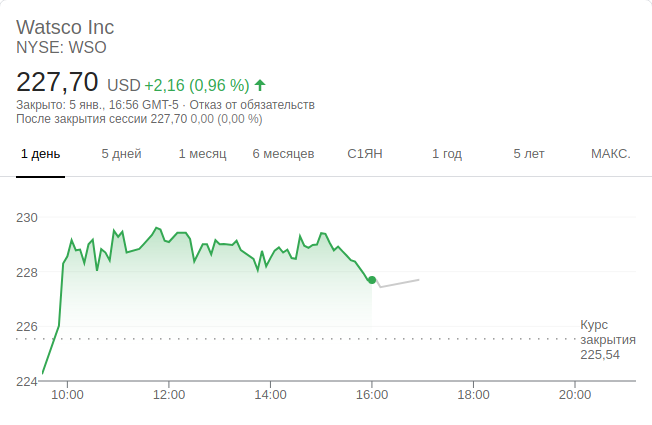 Watsco Inc
NYSE: WSO
227,70 USD +2,16 (0,96 %)
Закрыто: 5 янв., 16:56 GMT-5 · Отказ от обязательств
После закрытия сессии 227,70 0,00 (0,00 %)
1 день 5 дней 1 месяц 6 месяцев С1ЯН 1 год 5 лет МАКС.
230
228
226
Курс
закрытия
225,54
224
10:00 12:00 14:00 16:00 18:00 20:00